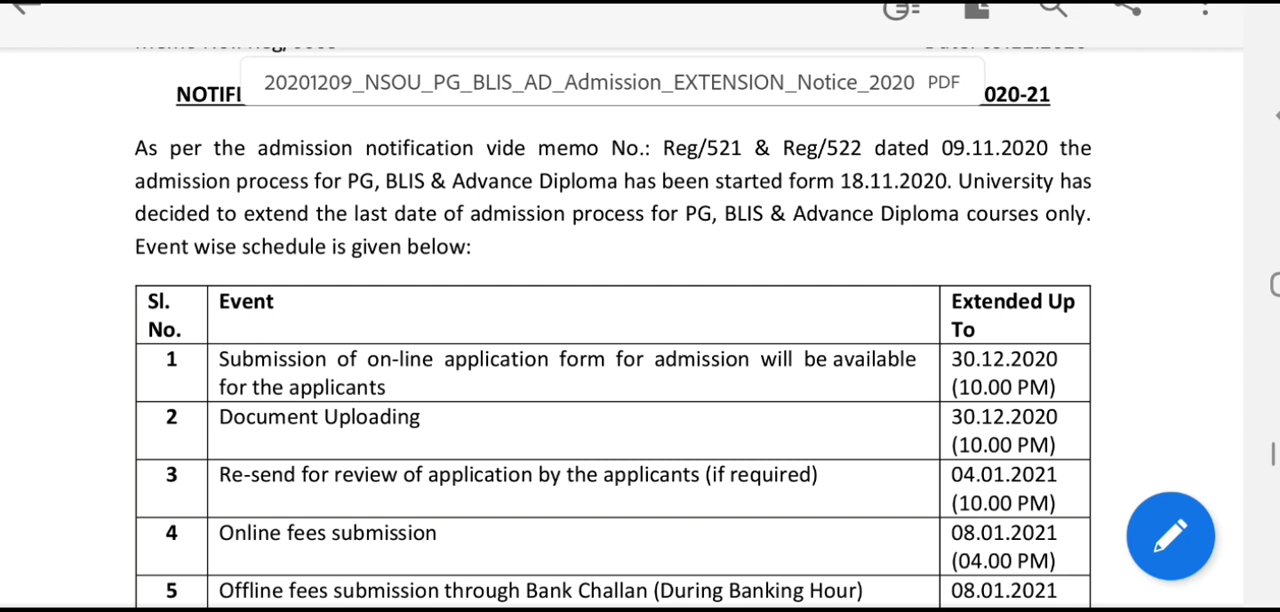 20201209_NSOU_PG_BLIS_AD_Admission_EXTENSION_Notice_2020 PDF
NOTIFI 020-21
As per the admission notification vide memo No.: Reg/521 & Reg/522 dated 09.11.2020 the
admission process for PG, BLIS & Advance Diploma has been started form 18.11.2020. University has
decided to extend the last date of admission process for PG, BLIS & Advance Diploma courses only.
Event wise schedule is given below:
Sl. No. Event Extended Up To
1 Submission of on-line application form for admission will be available for the applicants 30.12.2020 (10.00 PM)
2 Document Uploading 30.12.2020 (10.00 PM)
3 Re-send for review of application by the applicants (if required) 04.01.2021 (10.00 PM)
4 Online fees submission 08.01.2021 (04.00 PM)
5 Offline fees submission through Bank Challan (During Banking Hour) 08.01.2021